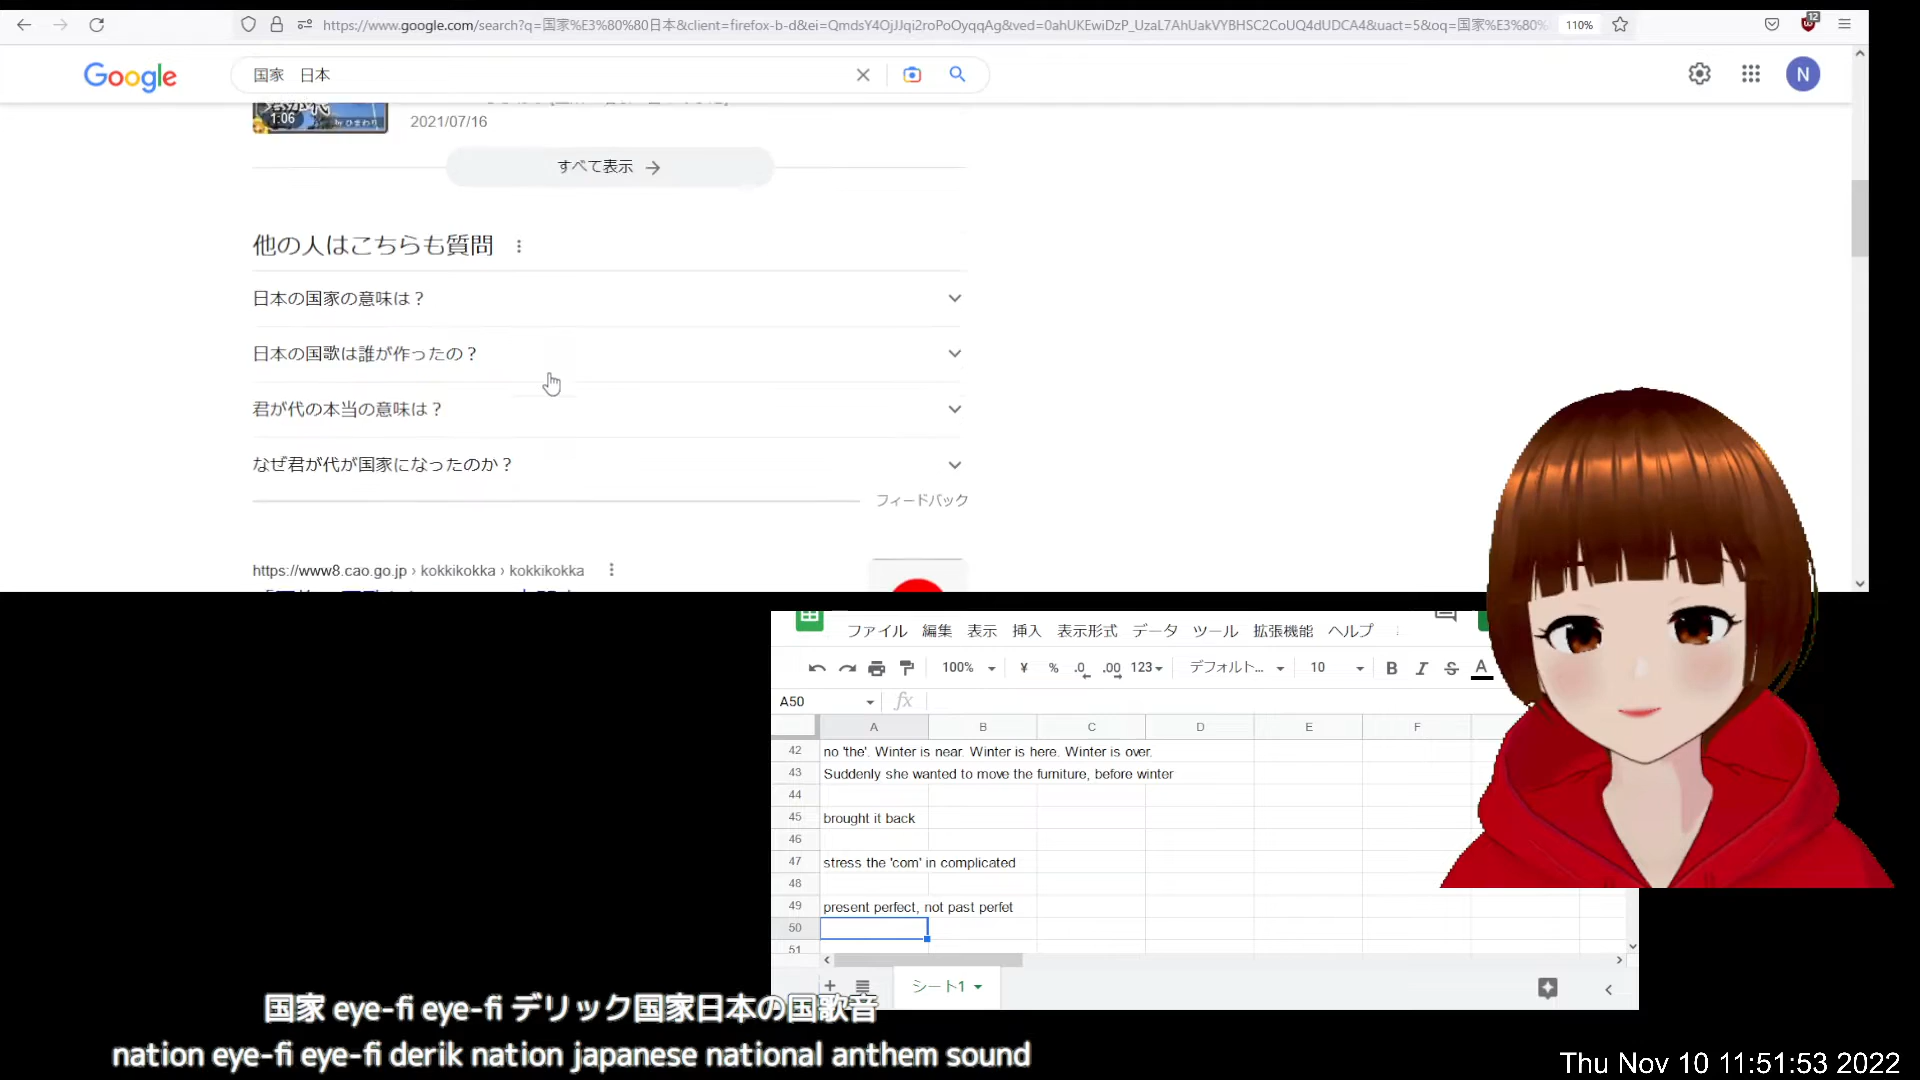 https://www.google.com/search?q=国家%E3%80%80日本&client=firefox-b-d&ei=QmdsY4OjJJqi2roPoOyqqAg&ved=0ahUKEwiDzP_UzaL7AhUakVYBHSC2CoUQ4dUDCA4&uact=5&oq=国家%E3%80%
110%
12
Google
国家　日本
N
君が代
1:06
by ひまわり
2021/07/16
すべて表示
他の人はこちらも質問
日本の国家の意味は？
日本の国歌は誰が作ったの？
君が代の本当の意味は？
なぜ君が代が国家になったのか？
フィードバック
https://www8.cao.go.jp › kokkikokka › kokkikokka
ファイル 編集 表示 挿入 表示形式 データ ツール 拡張機能 ヘルプ
100% ¥ % .0 .00 123 デフォルト... 10 B I S A
A50 fx
A B C D E F
42 no 'the'. Winter is near. Winter is here. Winter is over.
43 Suddenly she wanted to move the furniture, before winter
44
45 brought it back
46
47 stress the 'com' in complicated
48
49 present perfect, not past perfet
50
51
シート1
国家 eye-fi eye-fi デリック国家日本の国歌音
nation eye-fi eye-fi derik nation japanese national anthem sound
Thu Nov 10 11:51:53 2022